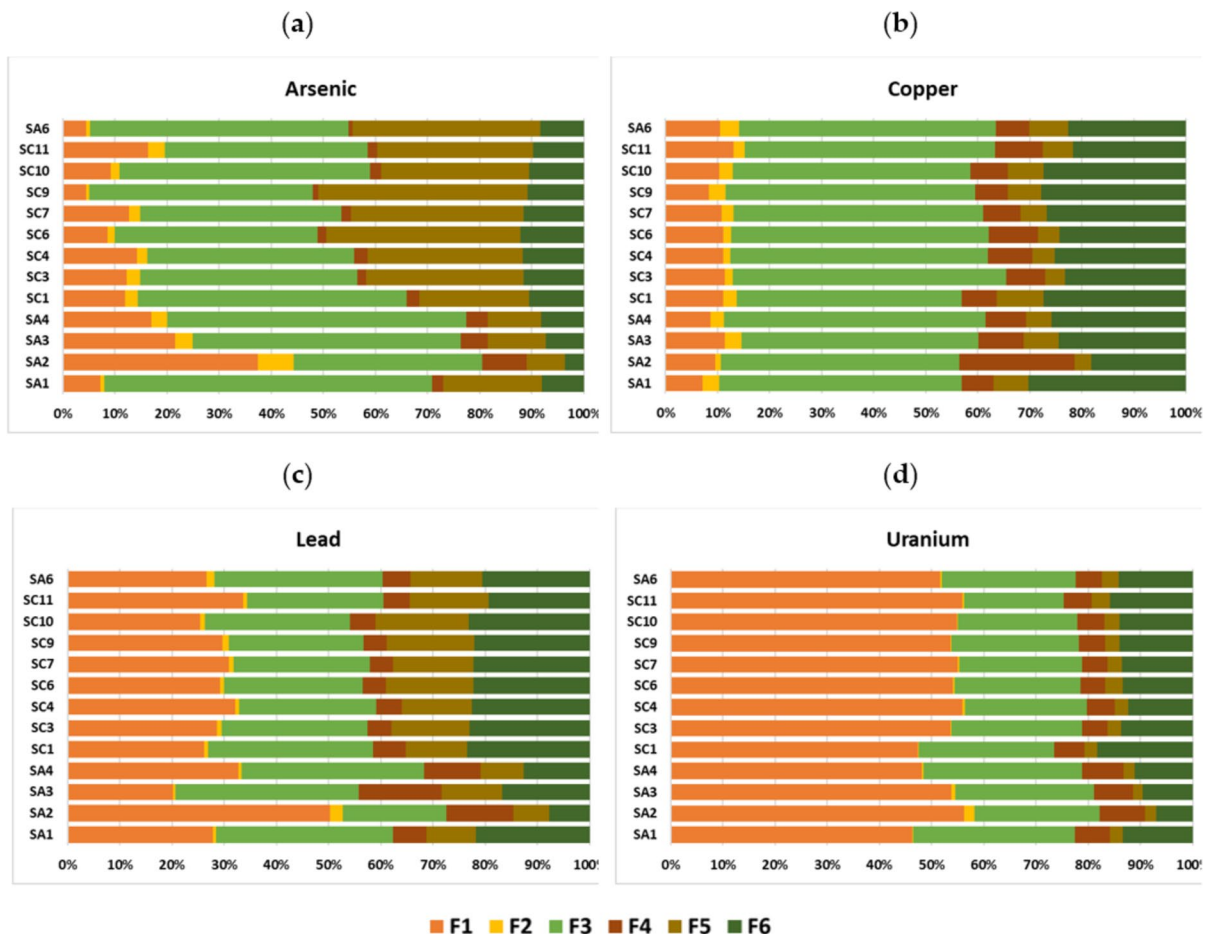 (a)
Arsenic
SA6
SC11
SC10
SC9
SC7
SC6
SC4
SC3
SC1
SA4
SA3
SA2
SA1
0% 10% 20% 30% 40% 50% 60% 70% 80% 90% 100%
(b)
Copper
SA6
SC11
SC10
SC9
SC7
SC6
SC4
SC3
SC1
SA4
SA3
SA2
SA1
0% 10% 20% 30% 40% 50% 60% 70% 80% 90% 100%
(c)
Lead
SA6
SC11
SC10
SC9
SC7
SC6
SC4
SC3
SC1
SA4
SA3
SA2
SA1
0% 10% 20% 30% 40% 50% 60% 70% 80% 90% 100%
(d)
Uranium
SA6
SC11
SC10
SC9
SC7
SC6
SC4
SC3
SC1
SA4
SA3
SA2
SA1
0% 10% 20% 30% 40% 50% 60% 70% 80% 90% 100%
F1 F2 F3 F4 F5 F6